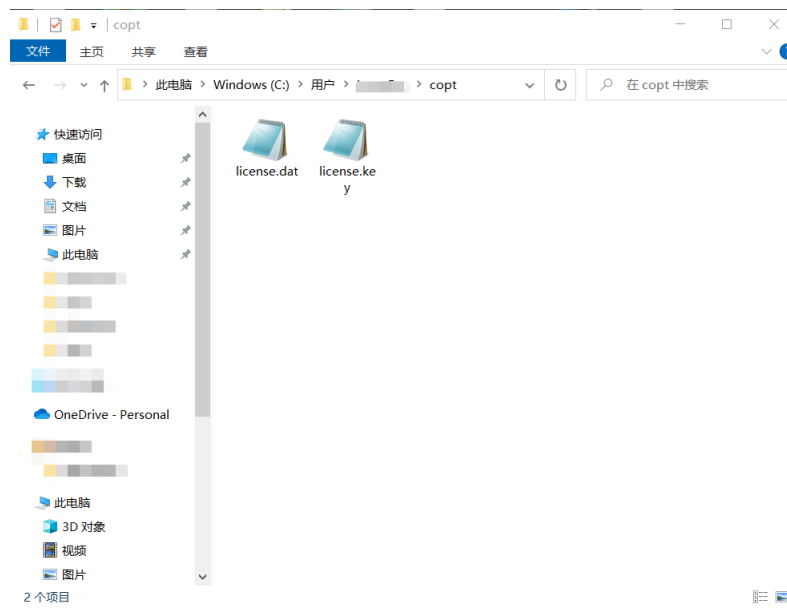 copt
文件 主页 共享 查看
此电脑 Windows (C:) 用户 copt
在 copt 中搜索
快速访问
桌面
下载
文档
图片
此电脑
OneDrive - Personal
此电脑
3D 对象
视频
图片
license.dat
license.ke
y
2 个项目